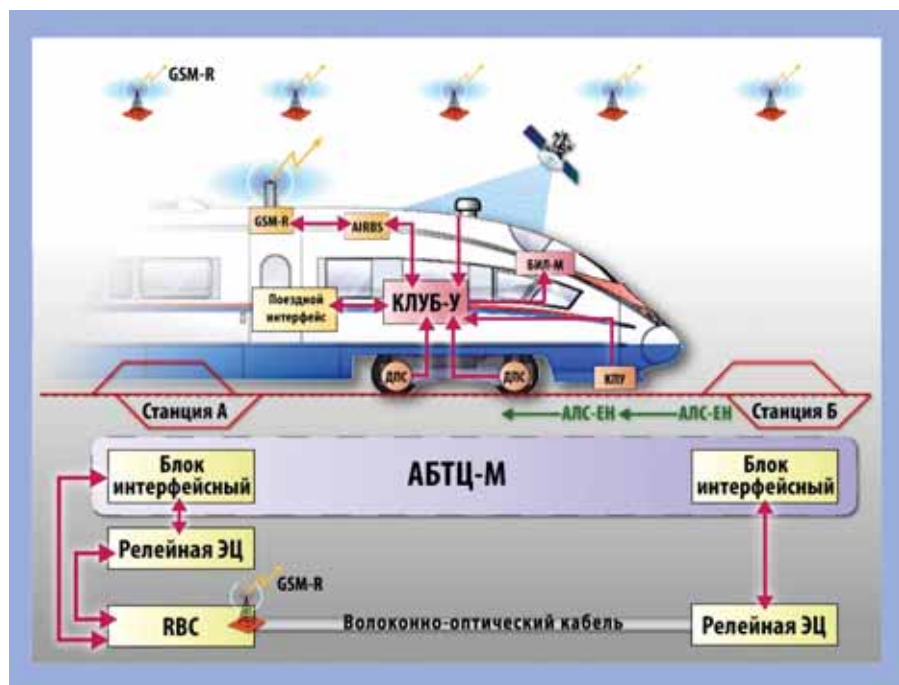 GSM-R
GSM-R
AIRBS
БИЛ-М
Поездной
интерфейс
КЛУБ-У
ДПС
ДПС
КПУ
Станция А
АЛС-ЕН
АЛС-ЕН
Станция Б
Блок
интерфейсный
АБТЦ-М
Блок
интерфейсный
Релейная ЭЦ
GSM-R
RBC
Волоконно-оптический кабель
Релейная ЭЦ